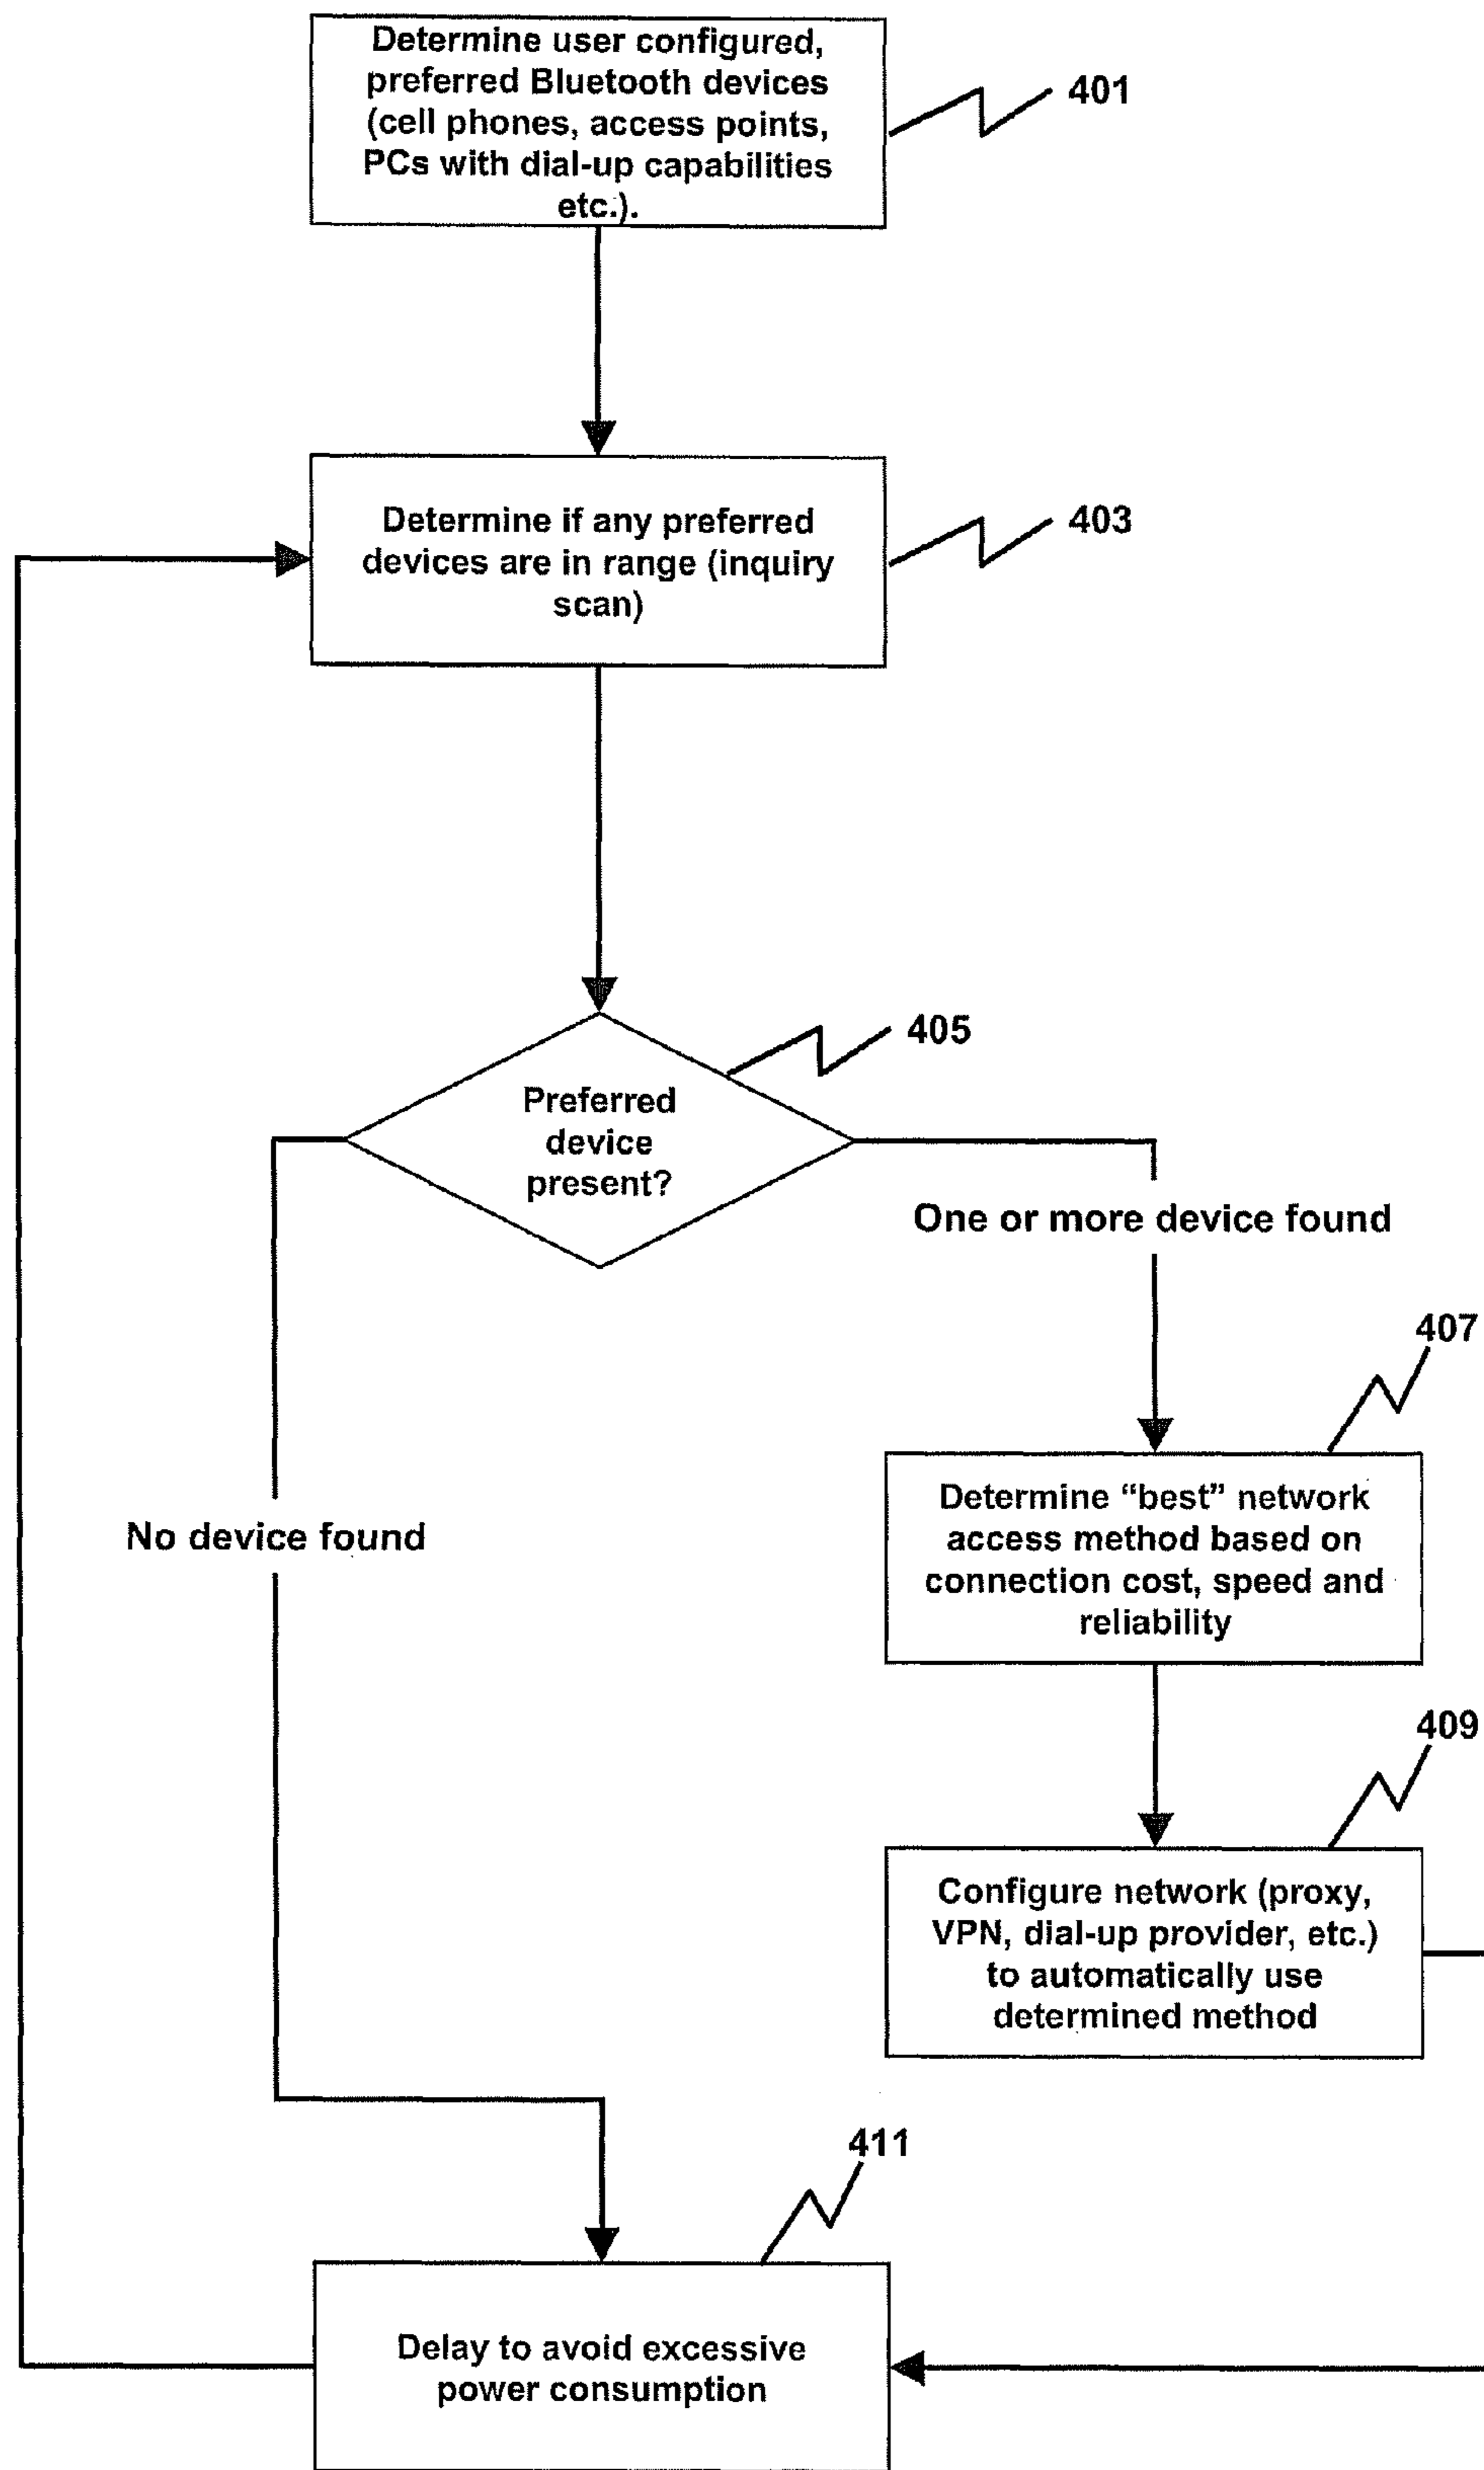 Determine user configured,
preferred Bluetooth devices
(cell phones, access points,
PCs with dial-up capabilities
etc.).
401
Determine if any preferred
devices are in range (inquiry
scan)
403
405
Preferred
device
present?
One or more device found
407
Determine “best” network
access method based on
connection cost, speed and
reliability
No device found
409
Configure network (proxy,
VPN, dial-up provider, etc.)
to automatically use
determined method
411
Delay to avoid excessive
power consumption